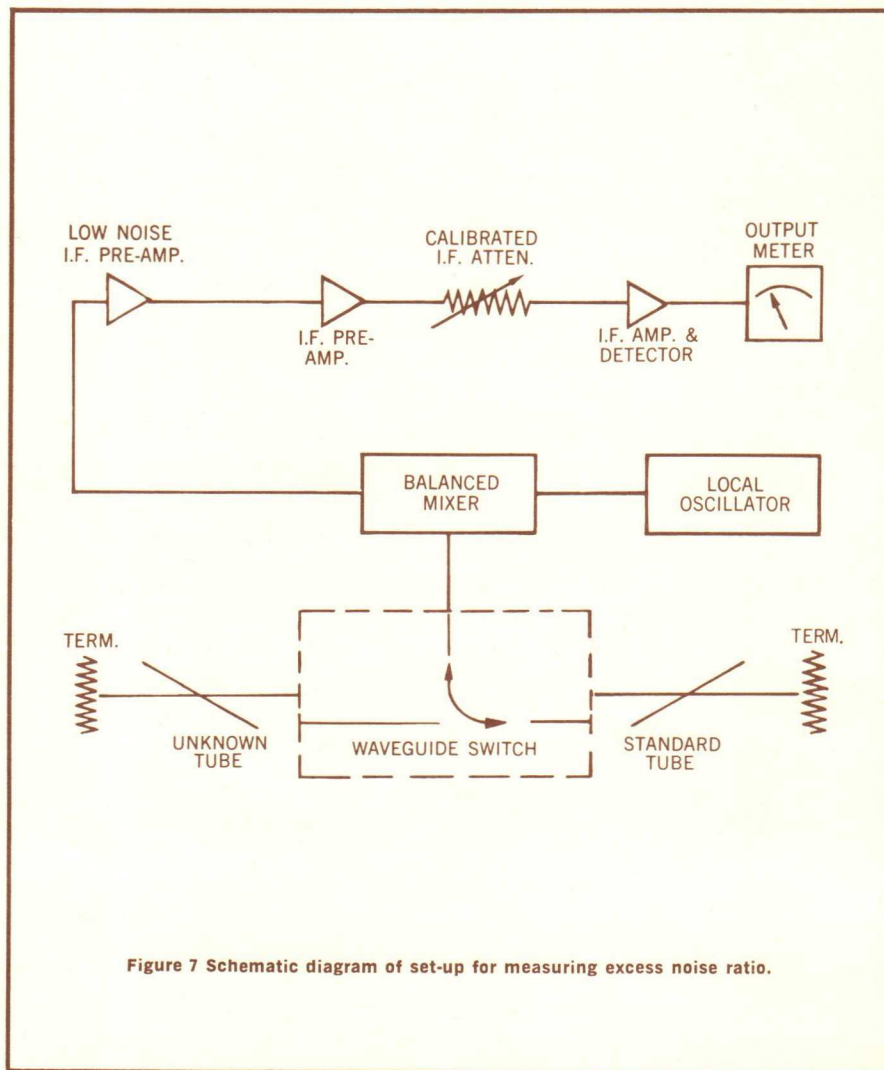 LOW NOISE
I.F. PRE-AMP.
CALIBRATED
I.F. ATTEN.
OUTPUT
METER
I.F. PRE-
AMP.
I.F. AMP. &
DETECTOR
BALANCED
MIXER
LOCAL
OSCILLATOR
TERM.
TERM.
UNKNOWN
TUBE
WAVEGUIDE SWITCH
STANDARD
TUBE
Figure 7 Schematic diagram of set-up for measuring excess noise ratio.